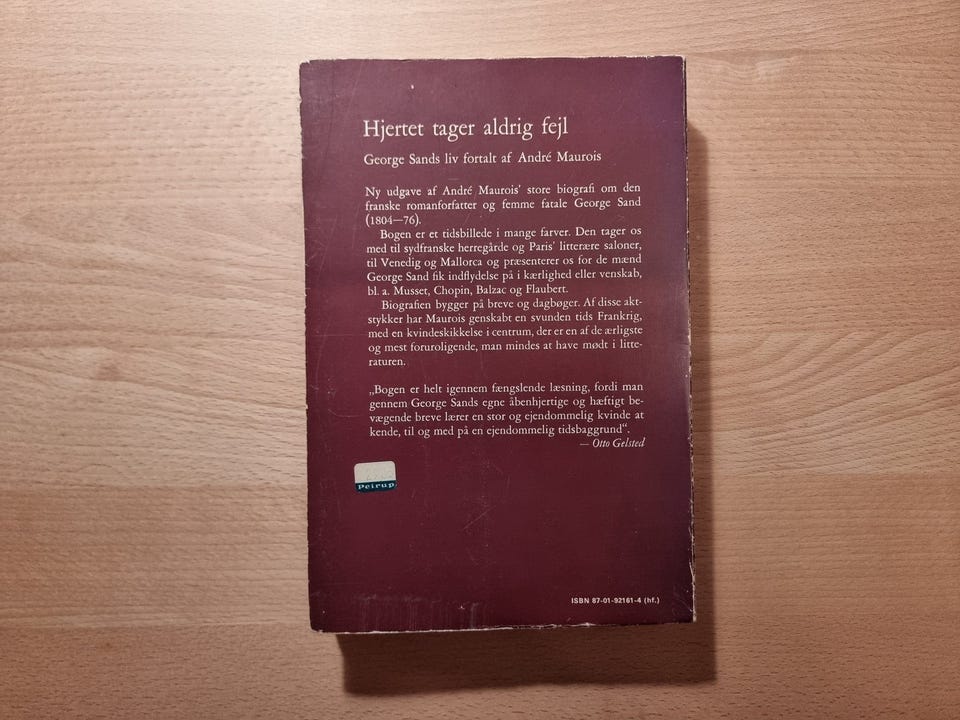 Hjertet tager aldrig fejl
George Sands liv fortalt af André Maurois
Ny udgave af André Maurois' store biografi om den
franske romanforfatter og femme fatale George Sand
(1804—76).
Bogen er et tidsbillede i mange farver. Den tager os
med til sydfranske herregårde og Paris' litterære saloner,
til Venedig og Mallorca og præsenterer os for de mænd
George Sand fik indflydelse på i kærlighed eller venskab,
bl. a. Musset, Chopin, Balzac og Flaubert.
Biografien bygger på breve og dagbøger. Af disse akt-
stykker har Maurois genskabt en svunden tids Frankrig,
med en kvindeskikkelse i centrum, der er en af de ærligste
og mest foruroligende, man mindes at have mødt i litte-
raturen.
„Bogen er helt igennem fængslende læsning, fordi man
gennem George Sands egne åbenhjertige og hæftigt be-
vægende breve lærer en stor og ejendommelig kvinde at
kende, til og med på en ejendommelig tidsbaggrund“.
— Otto Gelsted
Peirup
ISBN 87-01-92161-4 (hf.)